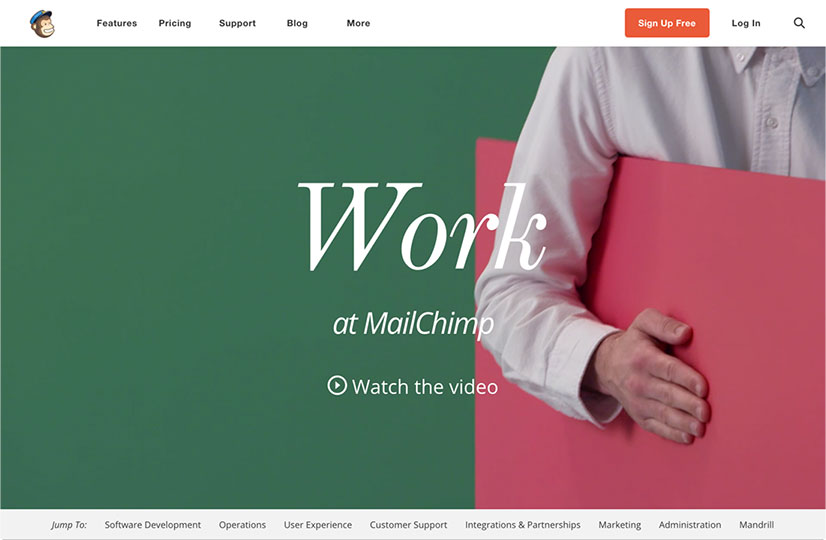 Features Pricing Support Blog More Sign Up Free Log In
Work
at MailChimp
Watch the video
Jump To: Software Development Operations User Experience Customer Support Integrations & Partnerships Marketing Administration Mandrill